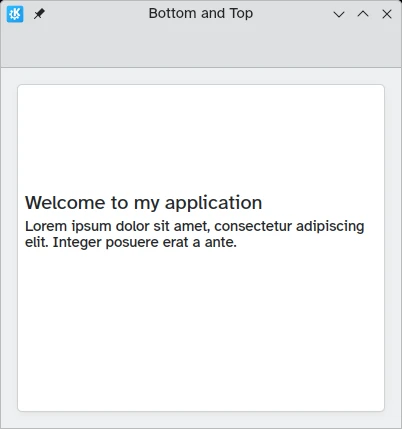 Bottom and Top
Welcome to my application
Lorem ipsum dolor sit amet, consectetur adipiscing
elit. Integer posuere erat a ante.